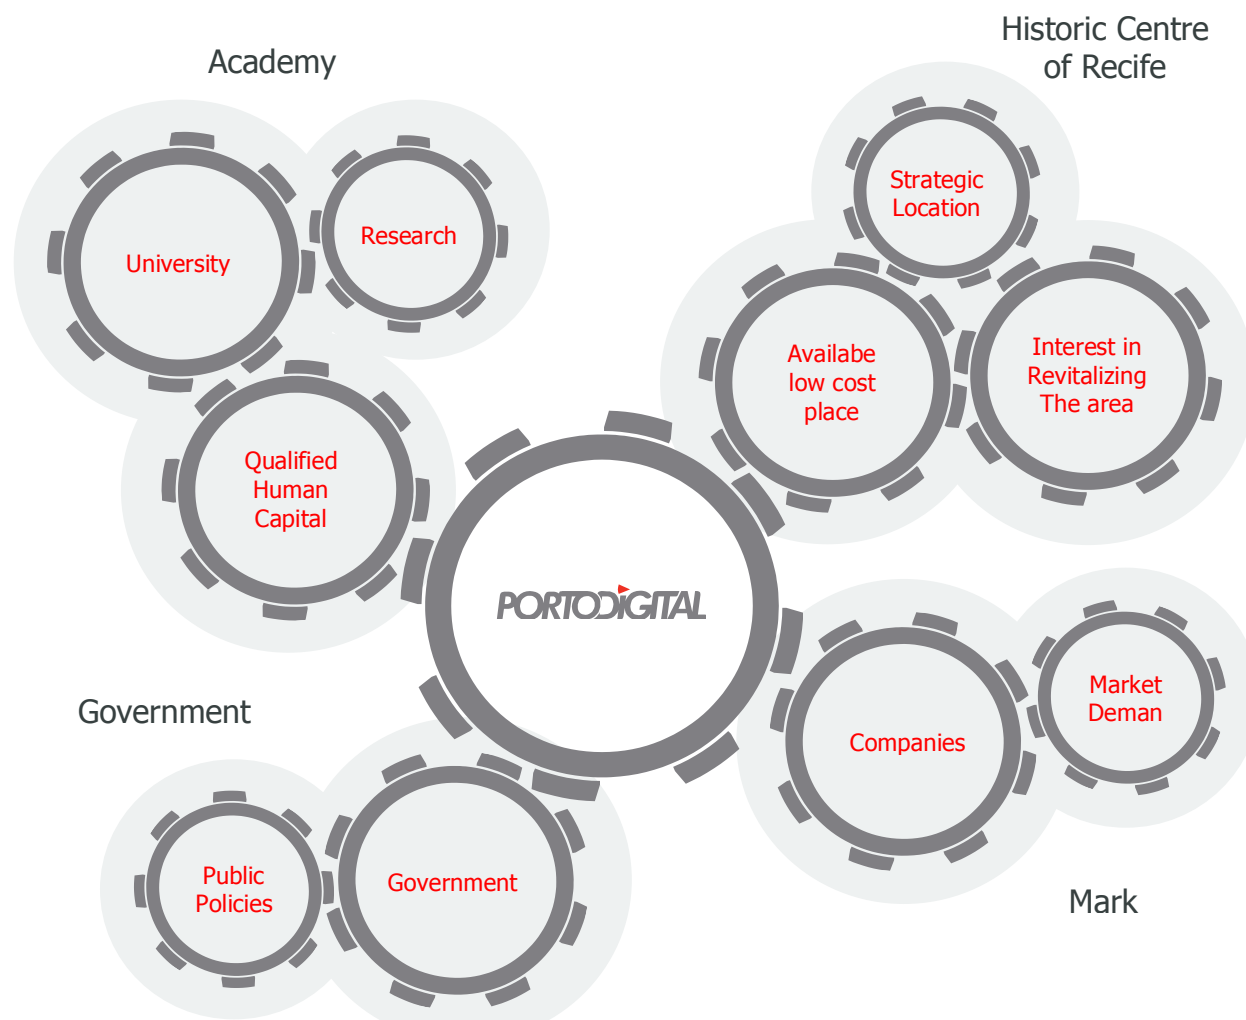 Academy
University
Research
Qualified
Human
Capital
Historic Centre
of Recife
Strategic
Location
Availabe
low cost
place
Interest in
Revitalizing
The area
PORTODiGITAL
Government
Public
Policies
Government
Companies
Market
Deman
Mark